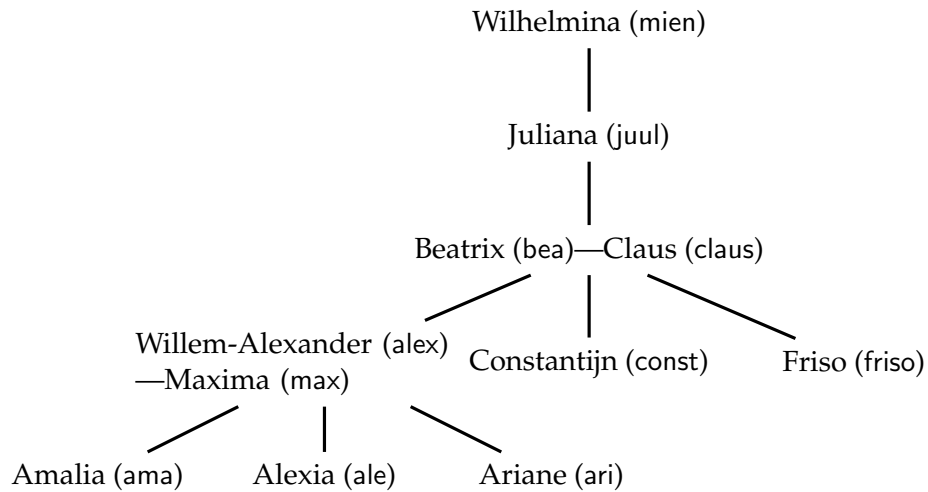 Wilhelmina (mien)
Juliana (juul)
Beatrix (bea)—Claus (claus)
Willem-Alexander (alex)
—Maxima (max)
Constantijn (const)
Friso (friso)
Amalia (ama)
Alexia (ale)
Ariane (ari)